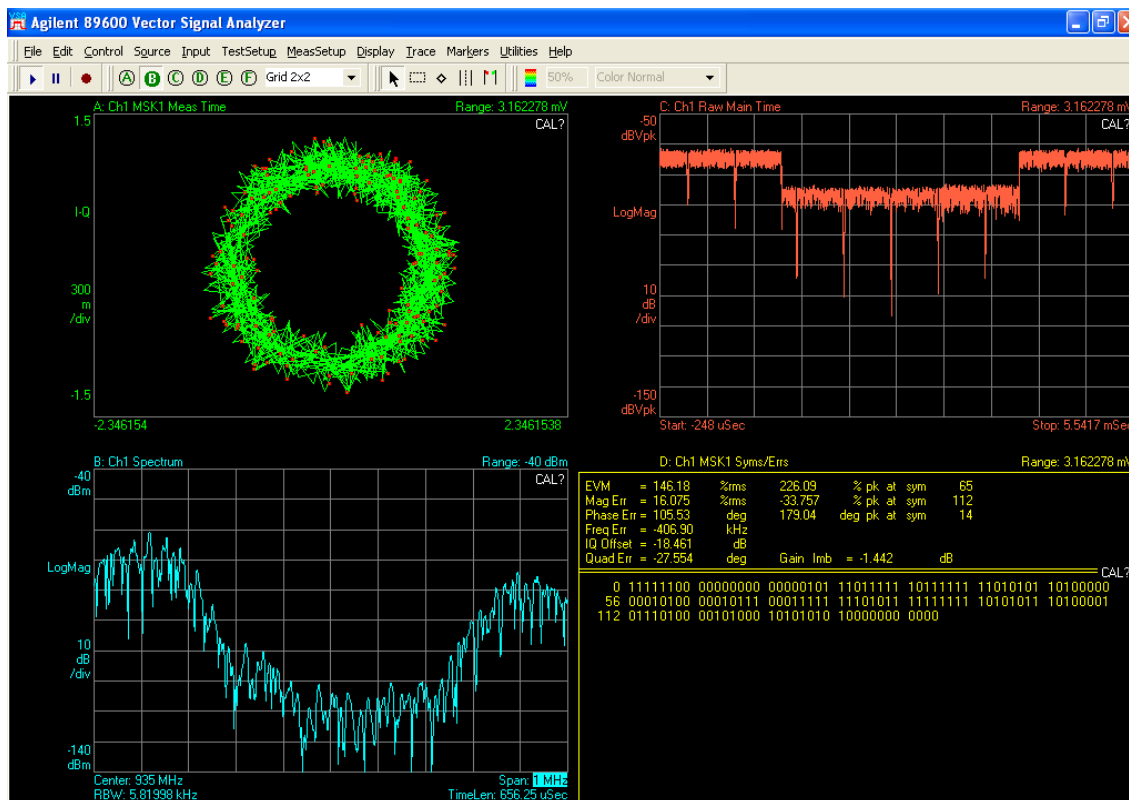 VSA Agilent 89600 Vector Signal Analyzer
File Edit Control Source Input TestSetup MeasSetup Display Trace Markers Utilities Help
A B C D E F Grid 2x2 50% Color Normal
A: Ch1 MSK1 Meas Time Range: 3.162278 mV
1.5 CAL?
I-Q
300
m
/div
-1.5
-2.346154 2.3461538
C: Ch1 Raw Main Time Range: 3.162278 mV
-50 CAL?
dBVpk
LogMag
10
dB
/div
-150
dBVpk
Start: -248 uSec Stop: 5.5417 mSec
B: Ch1 Spectrum Range: -40 dBm
-40 CAL?
dBm
LogMag
10
dB
/div
-140
dBm
Center: 935 MHz Span: 1 MHz
RBW: 5.81998 kHz TimeLen: 656.25 uSec
D: Ch1 MSK1 Syms/Errs Range: 3.162278 mV
EVM = 146.18 %rms 226.09 % pk at sym 65
Mag Err = 16.075 %rms -33.757 % pk at sym 112
Phase Err = 105.53 deg 179.04 deg pk at sym 14
Freq Err = -406.90 kHz
IQ Offset = -18.461 dB
Quad Err = -27.554 deg Gain Imb = -1.442 dB
CAL?
0 11111100 00000000 00000101 11011111 10111111 11010101 10100000
56 00010100 00010111 00011111 11101011 11111111 10101011 10100001
112 01110100 00101000 10101010 10000000 0000